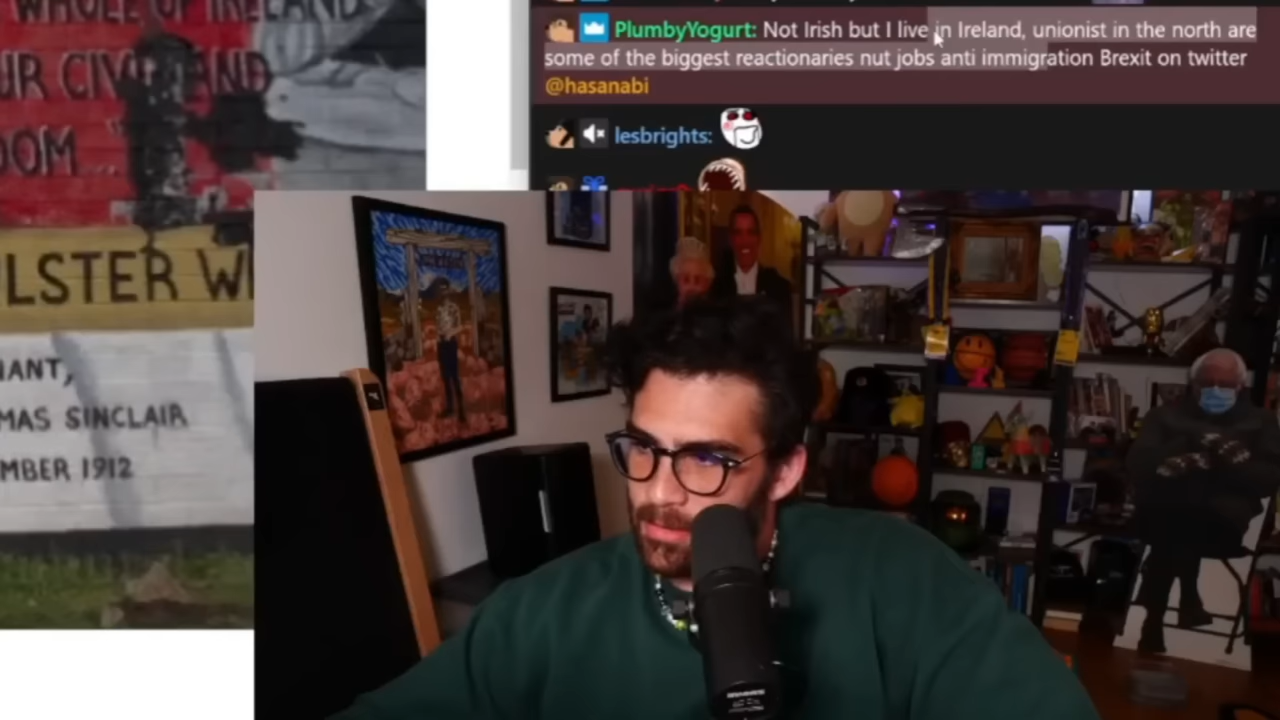 WHOLE OF IRELAND
UR CIVIL AND
DOM ..."
LSTER W
NANT,
MAS SINCLAIR
MBER 1912
PlumbyYogurt: Not Irish but I live in Ireland, unionist in the north are
some of the biggest reactionaries nut jobs anti immigration Brexit on twitter
@hasanabi
lesbrights: